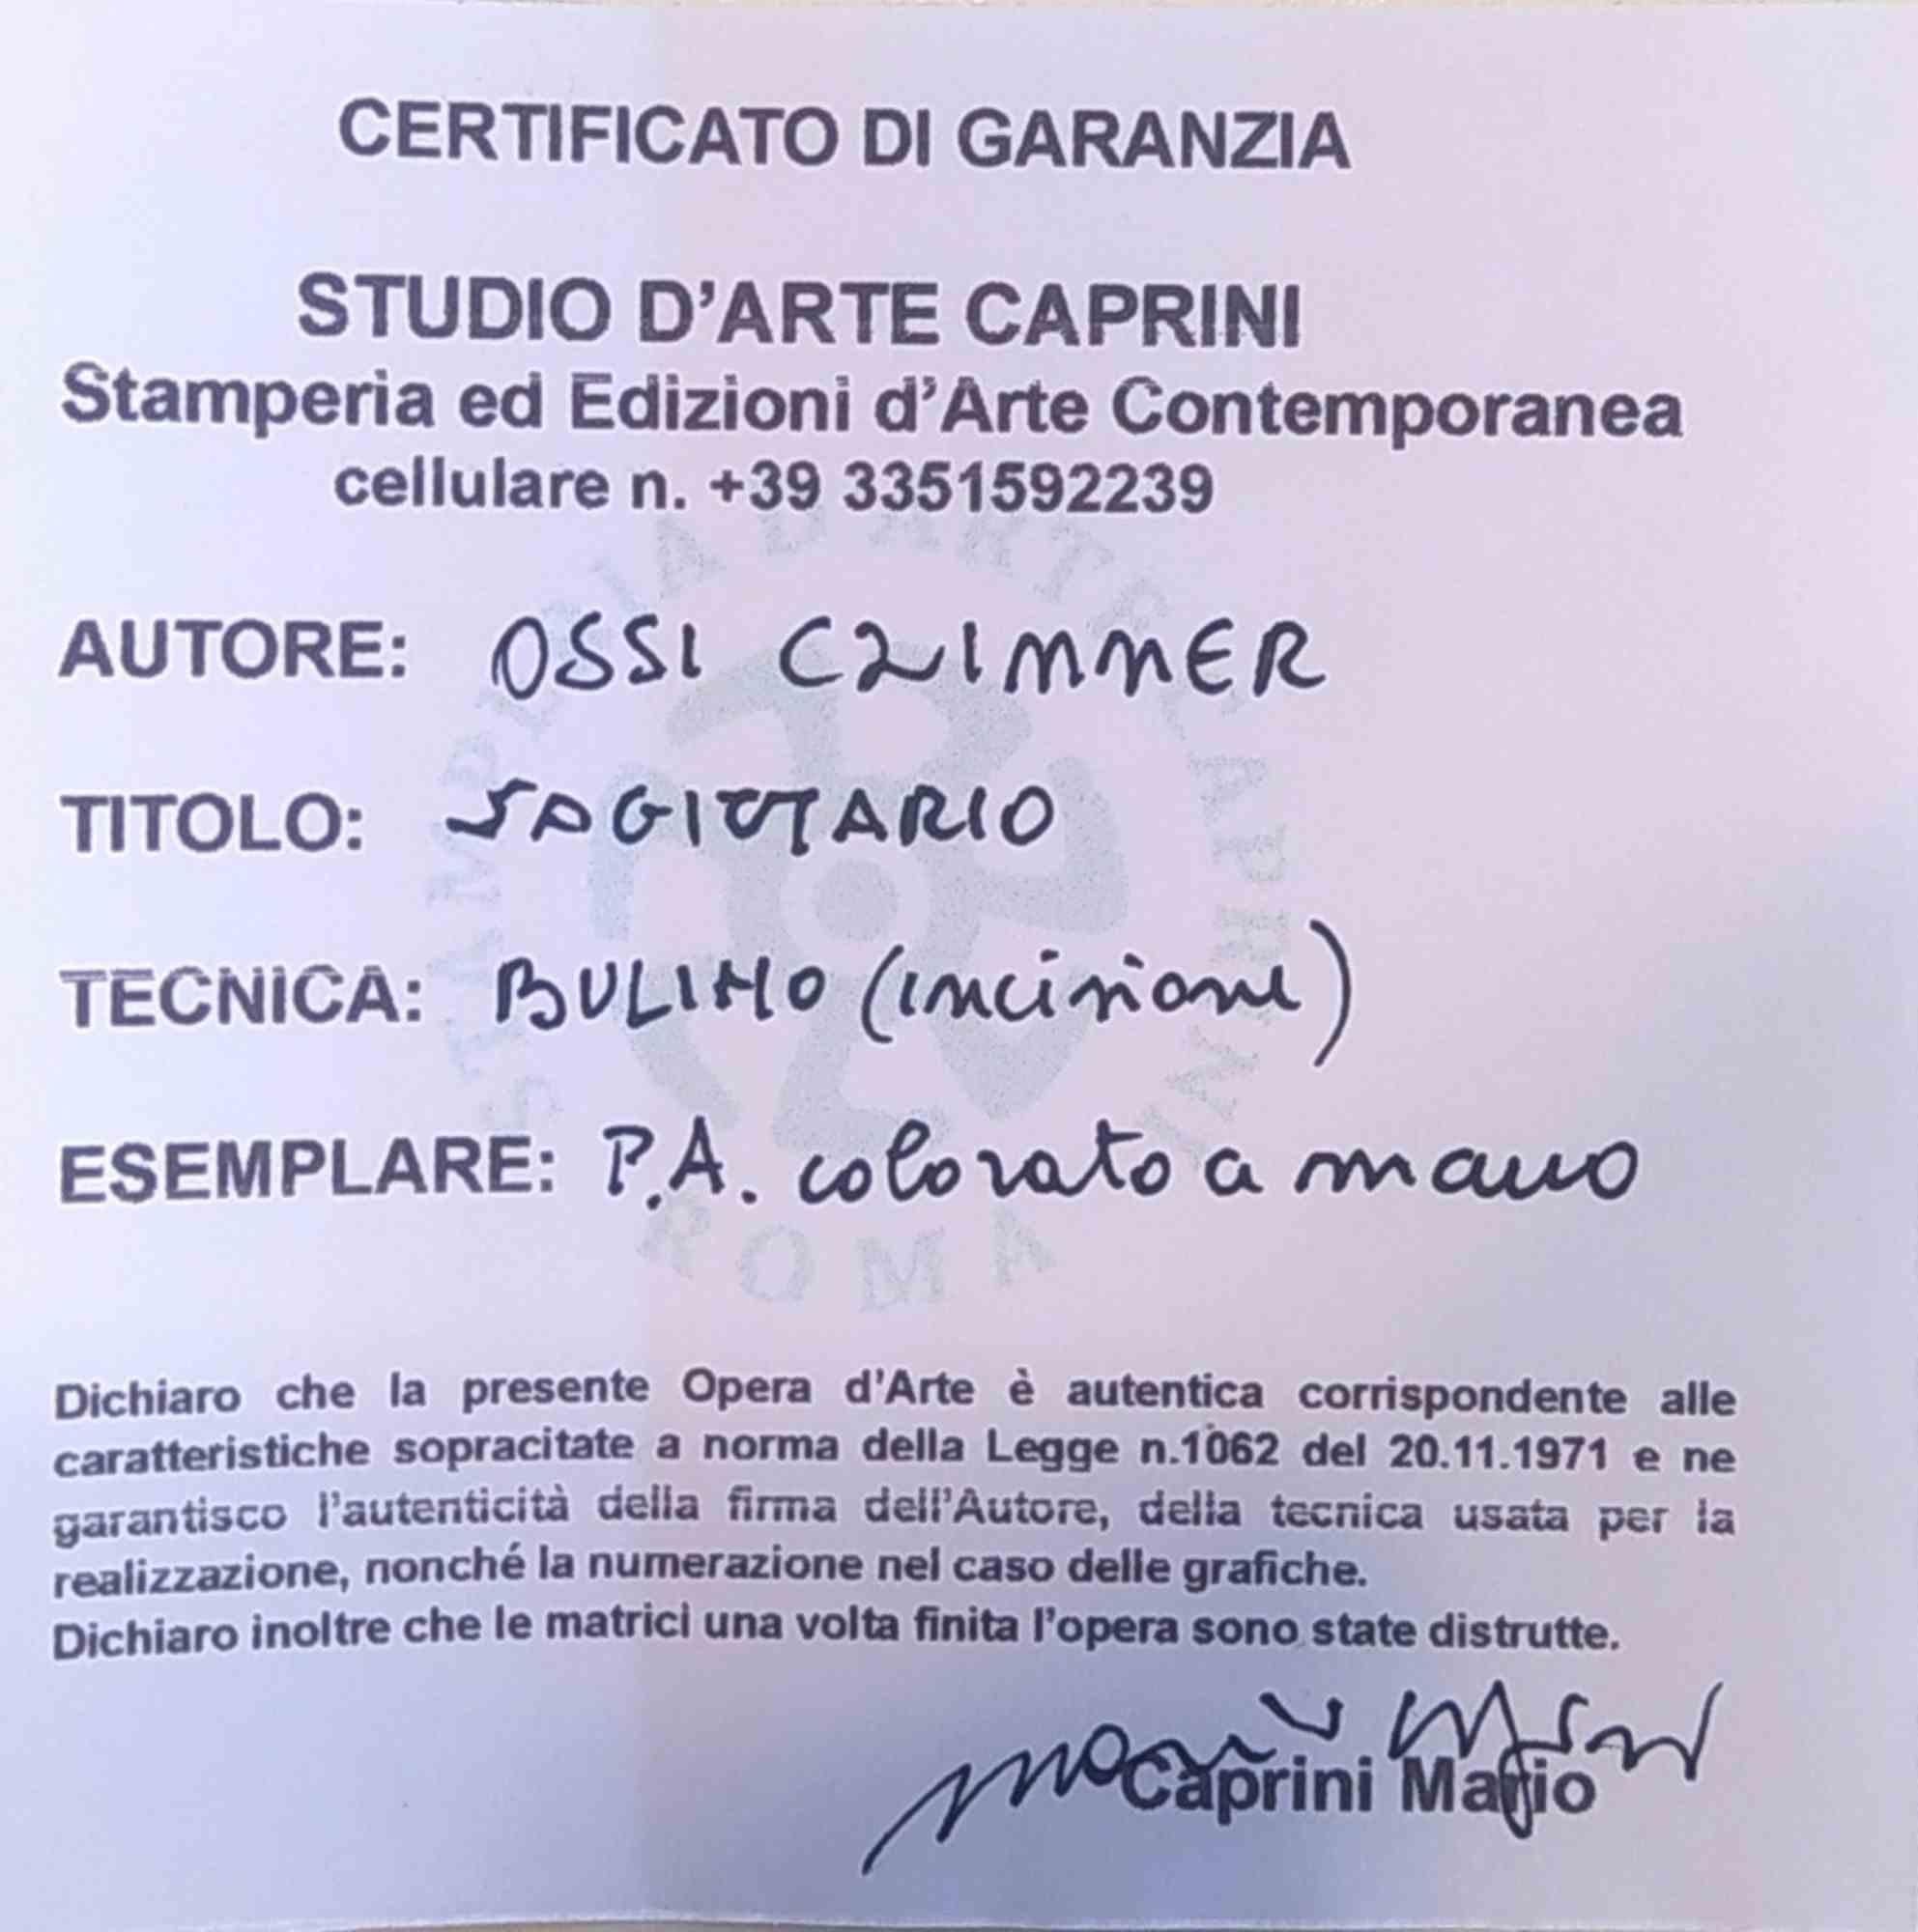 CERTIFICATO DI GARANZIA
STUDIO D'ARTE CAPRINI
Stamperia ed Edizioni d'Arte Contemporanea
cellulare n. +39 3351592239
AUTORE: OSSI CZIMMER
TITOLO: SAGITTARIO
TECNICA: BULINO (incisione)
ESEMPLARE: P.A. colorato a mano
STAMPERIA D'ARTE CAPRINI
ROMA
Dichiaro che la presente Opera d'Arte è autentica corrispondente alle
caratteristiche sopracitate a norma della Legge n.1062 del 20.11.1971 e ne
garantisco l'autenticità della firma dell'Autore, della tecnica usata per la
realizzazione, nonché la numerazione nel caso delle grafiche.
Dichiaro inoltre che le matrici una volta finita l'opera sono state distrutte.
Caprini Mario